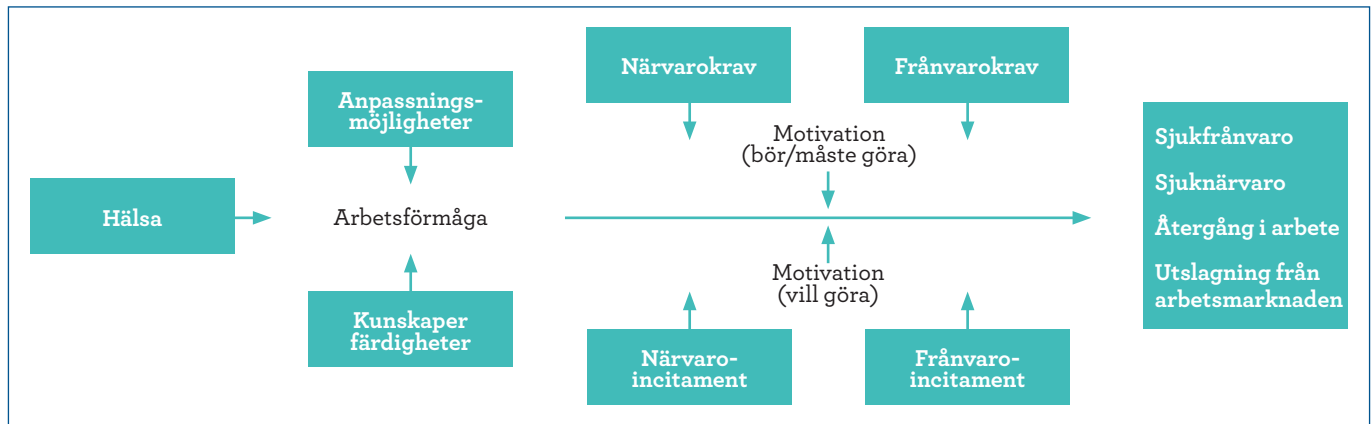 Närvarokrav
Frånvarokrav
Anpassnings-
möjligheter
Motivation
(bör/måste göra)
Hälsa
Arbetsförmåga
Sjukfrånvaro
Sjuknärvaro
Återgång i arbete
Utslagning från
arbetsmarknaden
Kunskaper
färdigheter
Motivation
(vill göra)
Närvaro-
incitament
Frånvaro-
incitament